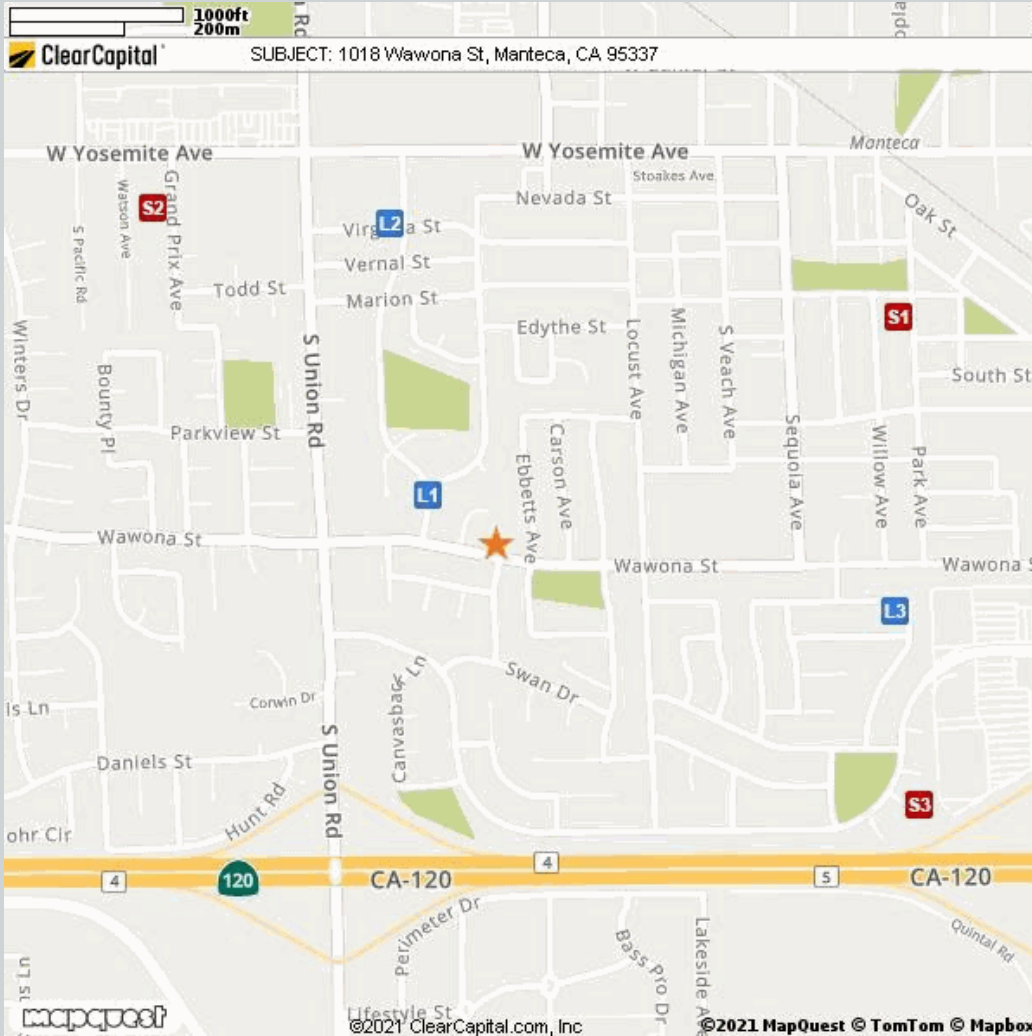 1000ft
200m
ClearCapital
SUBJECT: 1018 Wawona St, Manteca, CA 95337
W Yosemite Ave
W Yosemite Ave
Manteca
Stoakes Ave
Nevada St
Oak St
S2
Grand Prix Ave
Watson Ave
S Pacific Rd
L2
Vernal St
Todd St
Marion St
Edythe St
S1
Winters Dr
S Union Rd
Locust Ave
Michigan Ave
S Veach Ave
Bounty Pl
South St
Parkview St
Carson Ave
Ebbetts Ave
Sequoia Ave
Willow Ave
Park Ave
L1
Wawona St
Wawona St
Wawona
L3
Swan Dr
Canvasback Ln
Corwin Dr
is Ln
S Union Rd
Daniels St
Hunt Rd
S3
ohr Cir
4
120
CA-120
4
5
CA-120
Perimeter Dr
Bass Pro Dr
Lakeside
Quintal Rd
Lifestyle St
mapquest
©2021 ClearCapital.com, Inc
©2021 MapQuest © TomTom © Mapbox